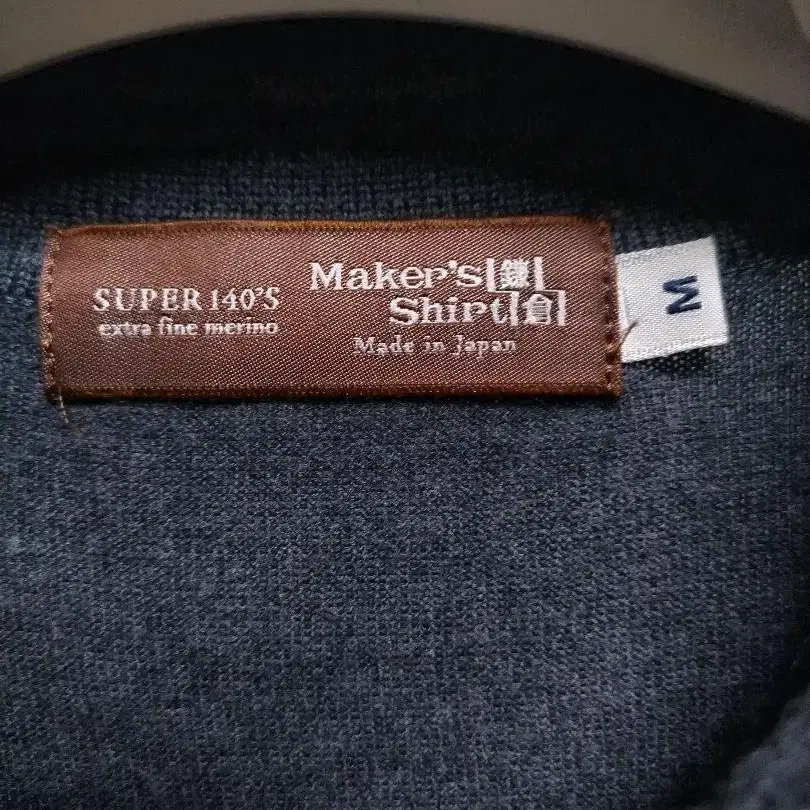 SUPER 140'S
extra fine merino
Maker's 鎌
Shirt 倉
Made in Japan
M